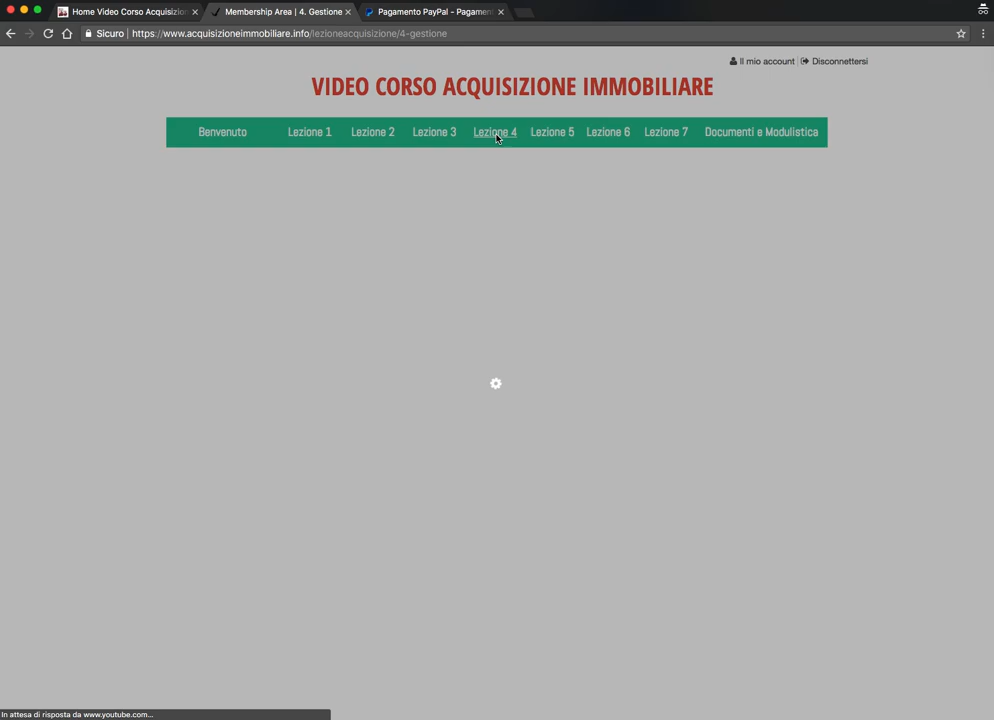 Home Video Corso Acquisizion
Membership Area | 4. Gestione
Pagamento PayPal - Pagament
Sicuro | https://www.acquisizioneimmobiliare.info/lezioneacquisizione/4-gestione
Il mio account | Disconnettersi
VIDEO CORSO ACQUISIZIONE IMMOBILIARE
Benvenuto Lezione 1 Lezione 2 Lezione 3 Lezione 4 Lezione 5 Lezione 6 Lezione 7 Documenti e Modulistica
In attesa di risposta da www.youtube.com...